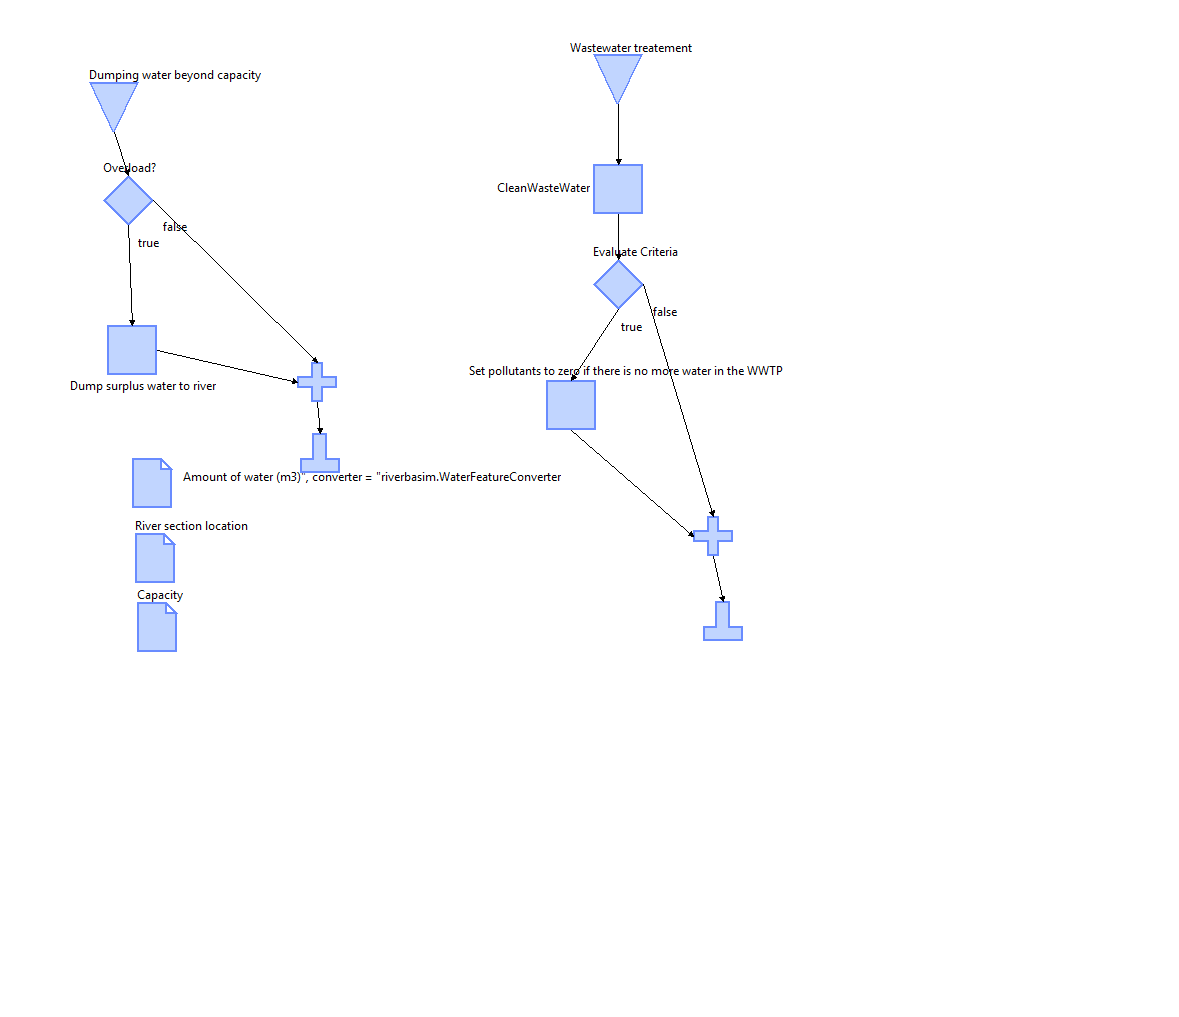 Dumping water beyond capacity
Overload?
false
true
Dump surplus water to river
Amount of water (m3)", converter = "riverbasim.WaterFeatureConverter
River section location
Capacity
Wastewater treatement
CleanWasteWater
Evaluate Criteria
false
true
Set pollutants to zero if there is no more water in the WWTP